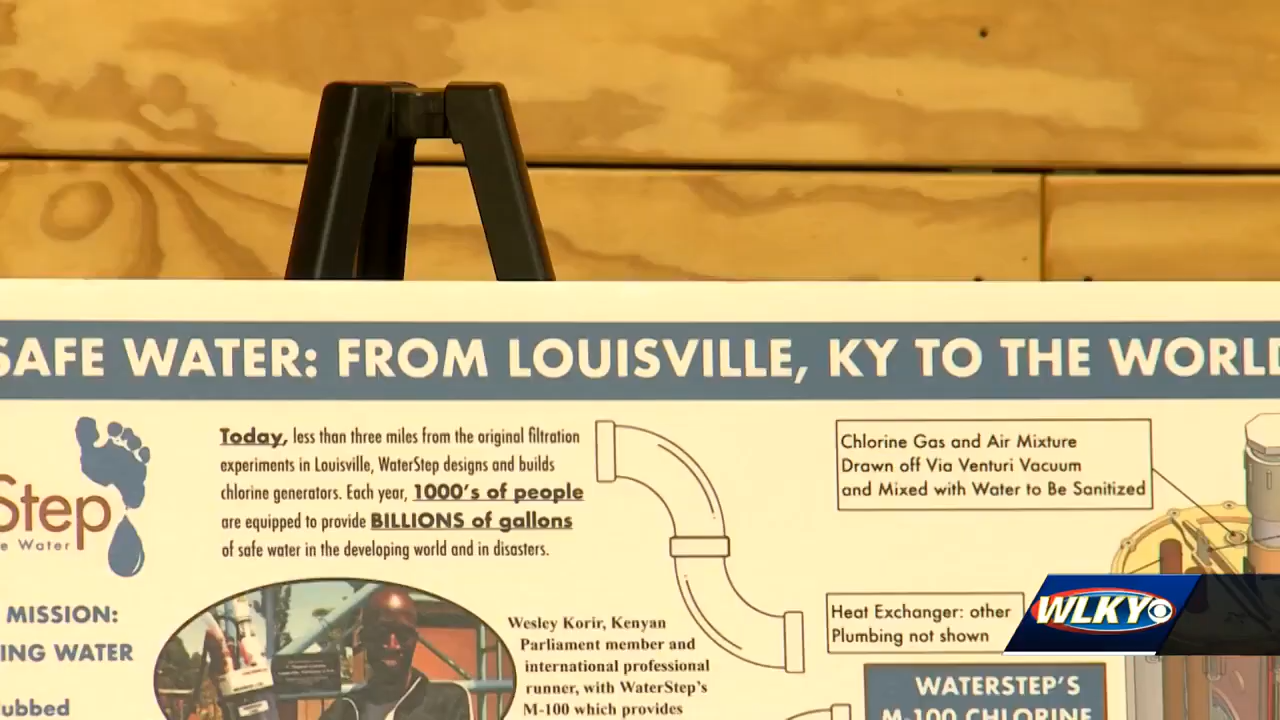 SAFE WATER: FROM LOUISVILLE, KY TO THE WORLD
Step
e Water
MISSION:
ING WATER
ubbed
Today, less than three miles from the original filtration
experiments in Louisville, WaterStep designs and builds
chlorine generators. Each year, 1000's of people
are equipped to provide BILLIONS of gallons
of safe water in the developing world and in disasters.
Wesley Korir, Kenyan
Parliament member and
international professional
runner, with WaterStep's
M-100 which provides
Chlorine Gas and Air Mixture
Drawn off Via Venturi Vacuum
and Mixed with Water to Be Sanitized
Heat Exchanger: other
Plumbing not shown
WATERSTEP'S
M-100 CHLORINE
WLKY